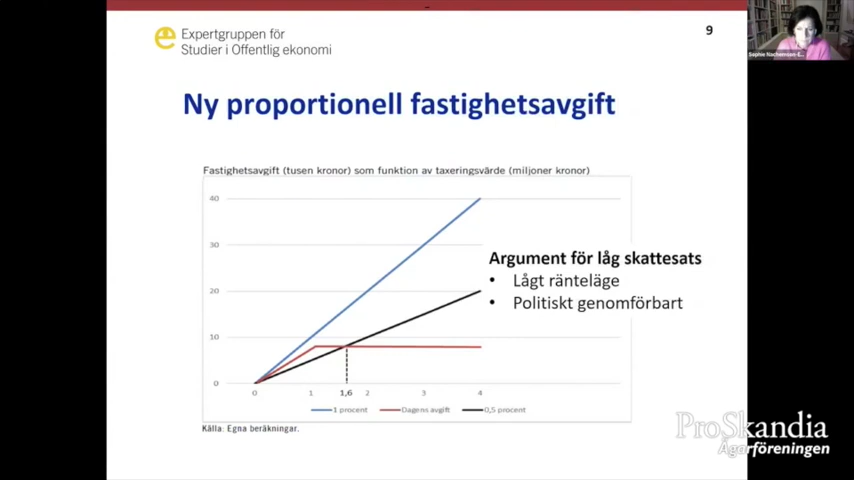 Expertgruppen för
Studier i Offentlig ekonomi
9
Ny proportionell fastighetsavgift
Fastighetsavgift (tusen kronor) som funktion av taxeringsvärde (miljoner kronor)
40
30
20
10
0
0 1 1,6 2 3 4
1 procent Dagens avgift 0,5 procent
Argument för låg skattesats
• Lågt ränteläge
• Politiskt genomförbart
Källa: Egna beräkningar.
ProSkandia
Ägarföreningen